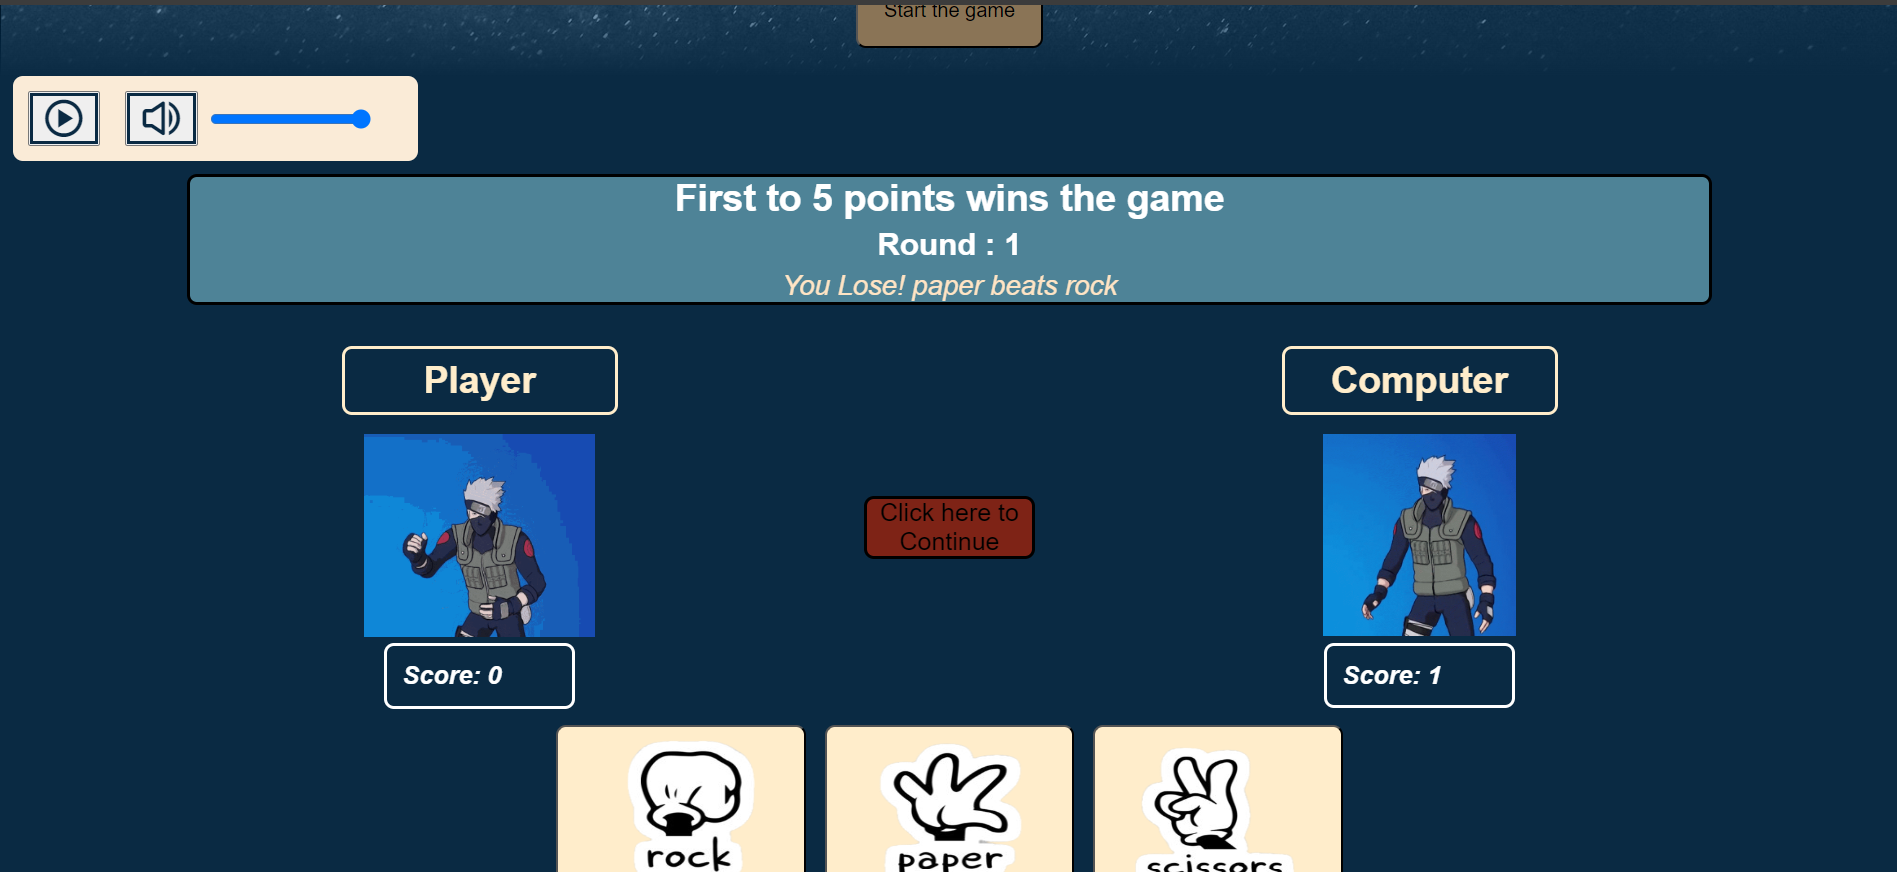 Start the game
First to 5 points wins the game
Round : 1
You Lose! paper beats rock
Player
Computer
Click here to
Continue
Score: 0
Score: 1
rock
paper
scissors